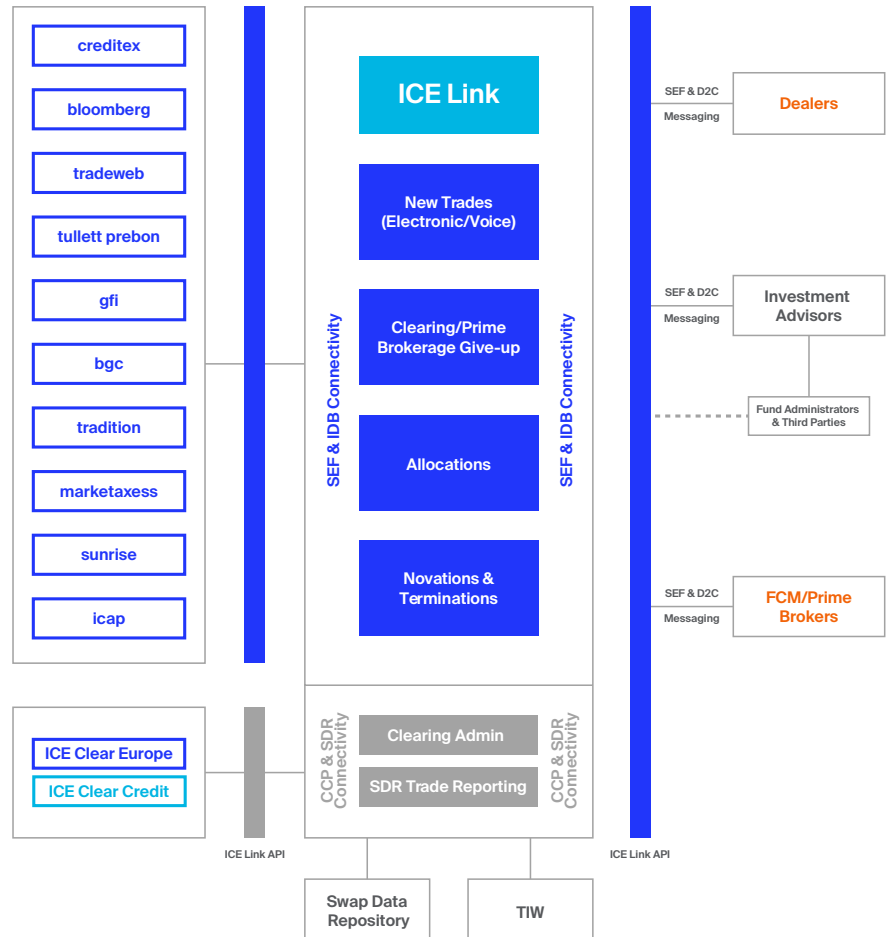 creditex
bloomberg
tradeweb
tullett prebon
gfi
bgc
tradition
marketaxess
sunrise
icap
ICE Clear Europe
ICE Clear Credit
ICE Link API
ICE Link
New Trades
(Electronic/Voice)
Clearing/Prime
Brokerage Give-up
Allocations
Novations &
Terminations
SEF & IDB Connectivity
SEF & IDB Connectivity
CCP & SDR
Connectivity
Clearing Admin
SDR Trade Reporting
CCP & SDR
Connectivity
Swap Data
Repository
TIW
ICE Link API
SEF & D2C
Messaging
Dealers
SEF & D2C
Messaging
Investment
Advisors
Fund Administrators
& Third Parties
SEF & D2C
Messaging
FCM/Prime
Brokers